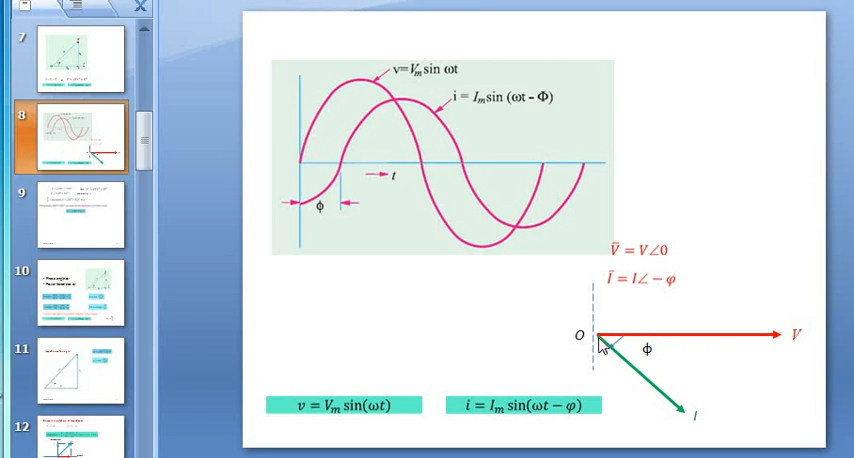 7
8
9
10
11
12
v=Vₘ sin ωt
i = Iₘ sin (ωt - Φ)
t
ϕ
V̄ = V∠0
Ī = I∠ − φ
O
V
ϕ
I
v = Vₘ sin(ωt)
i = Iₘ sin(ωt − φ)